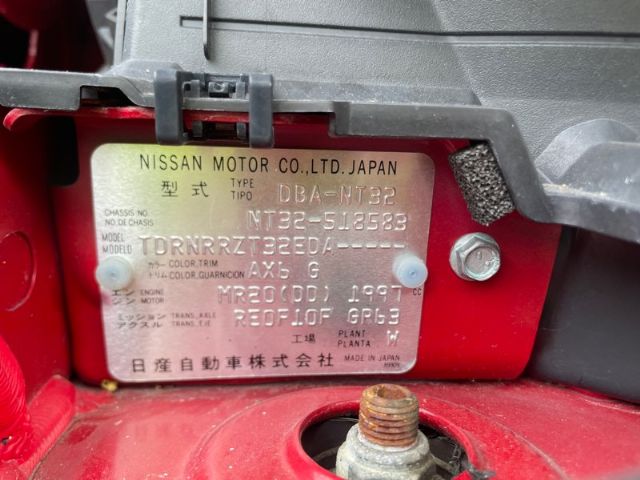 NISSAN MOTOR CO.,LTD.JAPAN
型式 TYPE TIPO DBA-NT32
CHASSIS NO. NO.DE CHASIS NT32-518583
MODEL MODELO TDRNRRZT32EDA-----
カラー COLOR,TRIM トリム COLOR,GUARNICION AX6 G
エンジン ENGINE MOTOR MR20(DD) 1997 CC
ミッション TRANS.,AXLE アクスル TRANS.,EJE RE0F10F GR63
工場 PLANT PLANTA W
日産自動車株式会社 MADE IN JAPAN